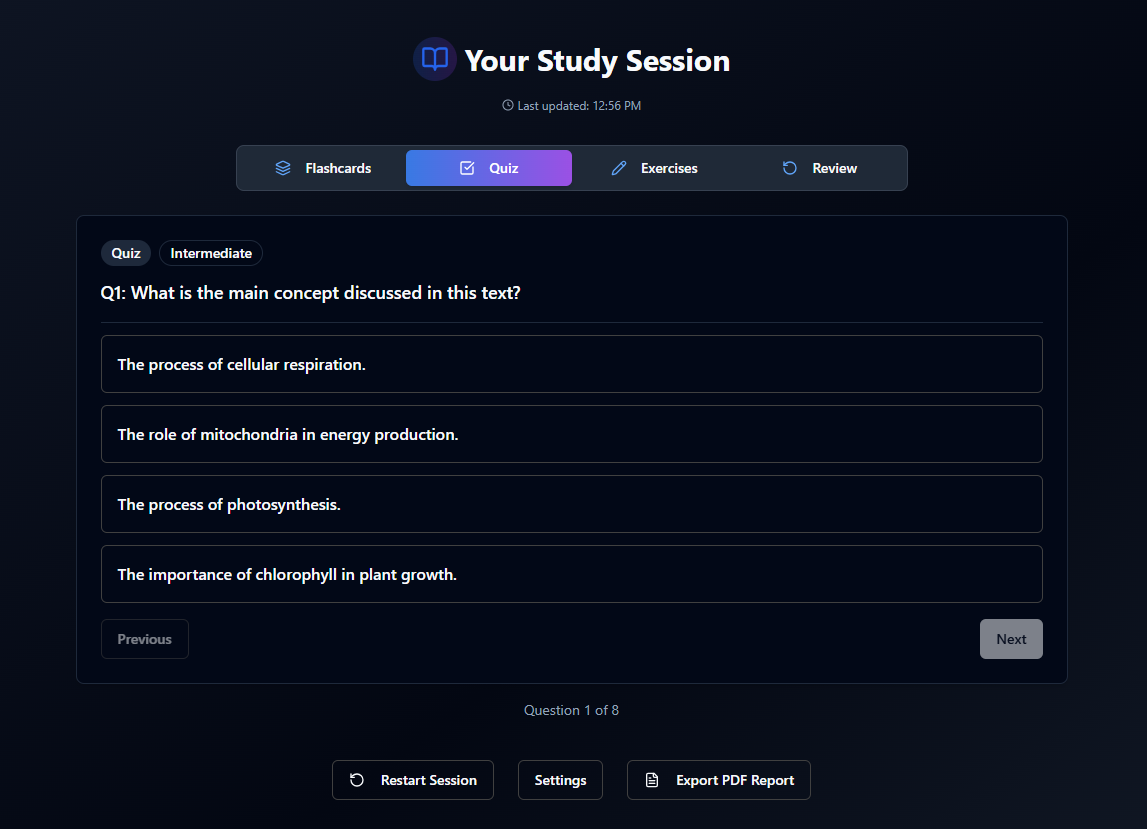 Your Study Session
Last updated: 12:56 PM
Flashcards Quiz Exercises Review
Quiz Intermediate
Q1: What is the main concept discussed in this text?
The process of cellular respiration.
The role of mitochondria in energy production.
The process of photosynthesis.
The importance of chlorophyll in plant growth.
Previous Next
Question 1 of 8
Restart Session Settings Export PDF Report